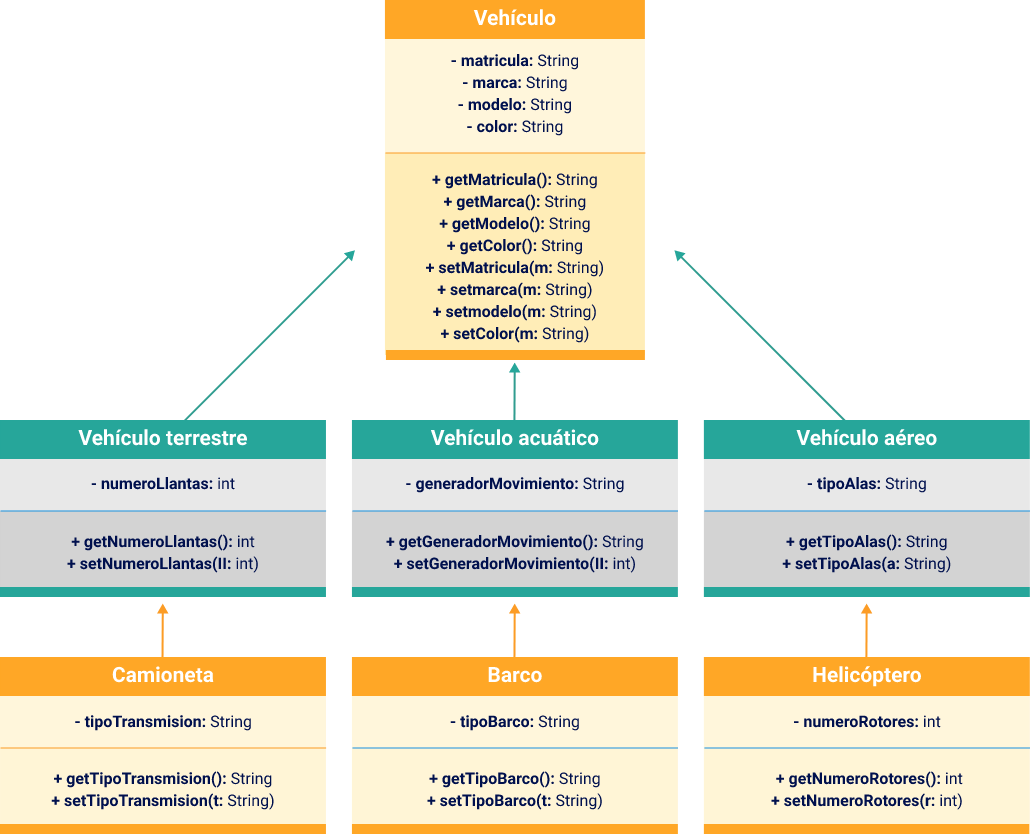 Vehículo
- matricula: String
- marca: String
- modelo: String
- color: String
+ getMatricula(): String
+ getMarca(): String
+ getModelo(): String
+ getColor(): String
+ setMatricula(m: String)
+ setmarca(m: String)
+ setmodelo(m: String)
+ setColor(m: String)
Vehículo terrestre
- numeroLlantas: int
+ getNumeroLlantas(): int
+ setNumeroLlantas(II: int)
Vehículo acuático
- generadorMovimiento: String
+ getGeneradorMovimiento(): String
+ setGeneradorMovimiento(II: int)
Vehículo aéreo
- tipoAlas: String
+ getTipoAlas(): String
+ setTipoAlas(a: String)
Camioneta
- tipoTransmision: String
+ getTipoTransmision(): String
+ setTipoTransmision(t: String)
Barco
- tipoBarco: String
+ getTipoBarco(): String
+ setTipoBarco(t: String)
Helicóptero
- numeroRotores: int
+ getNumeroRotores(): int
+ setNumeroRotores(r: int)